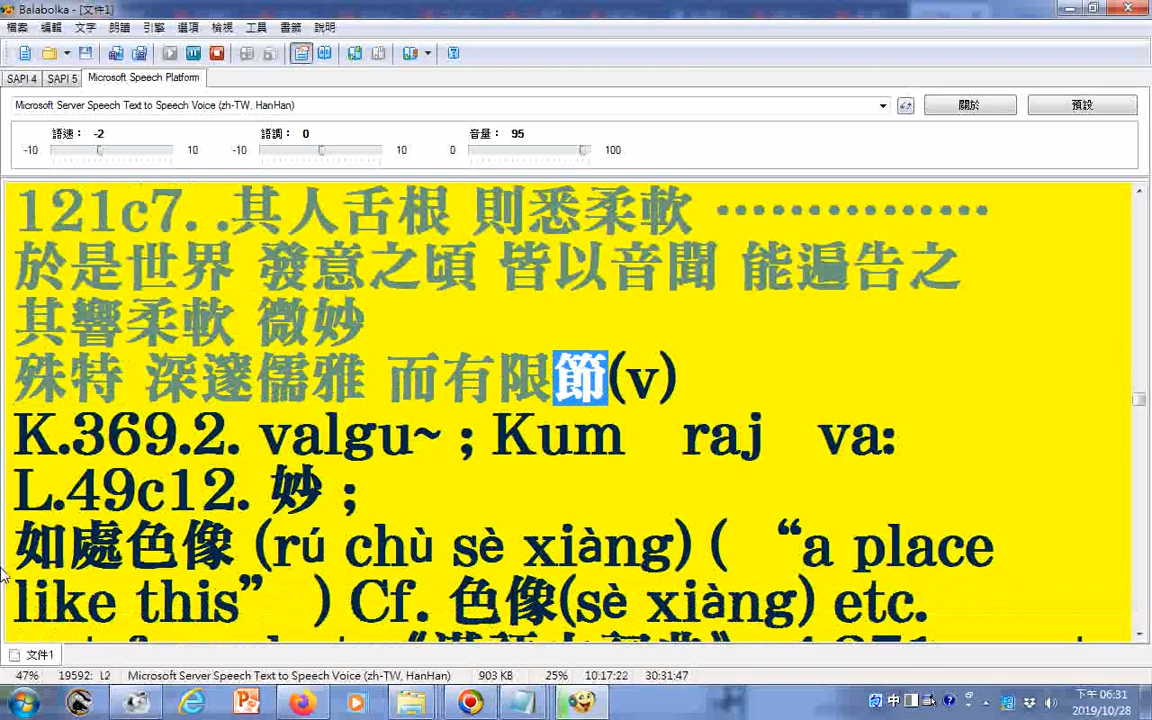 Balabolka - [文件1]
檔案 編輯 文字 朗讀 引擎 選項 檢視 工具 書籤 說明
SAPI 4 SAPI 5 Microsoft Speech Platform
Microsoft Server Speech Text to Speech Voice (zh-TW, HanHan) 關於 預設
語速： -2 語調： 0 音量： 95
-10 10 -10 10 0 100
121c7. .其人舌根 則悉柔軟 ⋯⋯⋯⋯⋯
於是世界 發意之頃 皆以音聞 能遍告之
其響柔軟 微妙
殊特 深邃儒雅 而有限節(v)
K.369.2. valgu~ ; Kum raj va:
L.49c12. 妙 ;
如處色像 (rú chù sè xiàng) ( “a place
like this” ) Cf. 色像(sè xiàng) etc.
文件1
47% 19592: L2 Microsoft Server Speech Text to Speech Voice (zh-TW, HanHan) 903 KB 25% 10:17:22 30:31:47
中 下午 06:31
2019/10/28